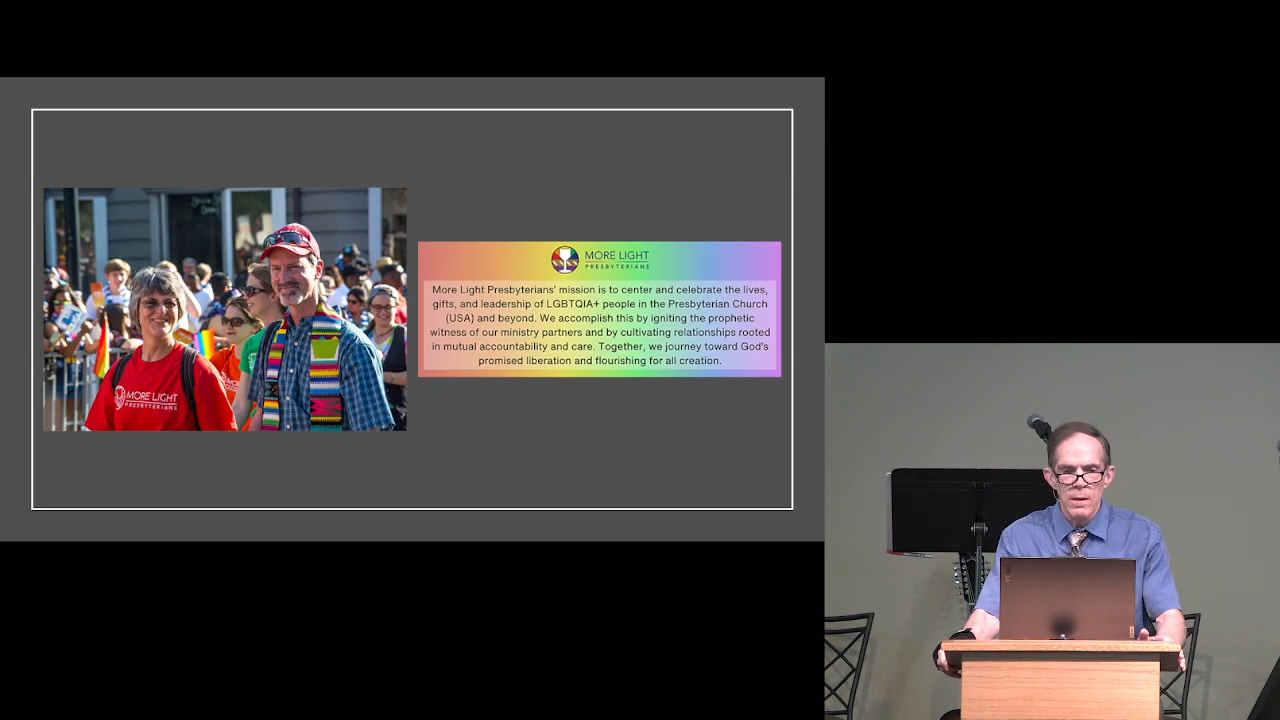 MORE LIGHT
PRESBYTERIANS
MORE LIGHT
PRESBYTERIANS
More Light Presbyterians' mission is to center and celebrate the lives,
gifts, and leadership of LGBTQIA+ people in the Presbyterian Church
(USA) and beyond. We accomplish this by igniting the prophetic
witness of our ministry partners and by cultivating relationships rooted
in mutual accountability and care. Together, we journey toward God's
promised liberation and flourishing for all creation.